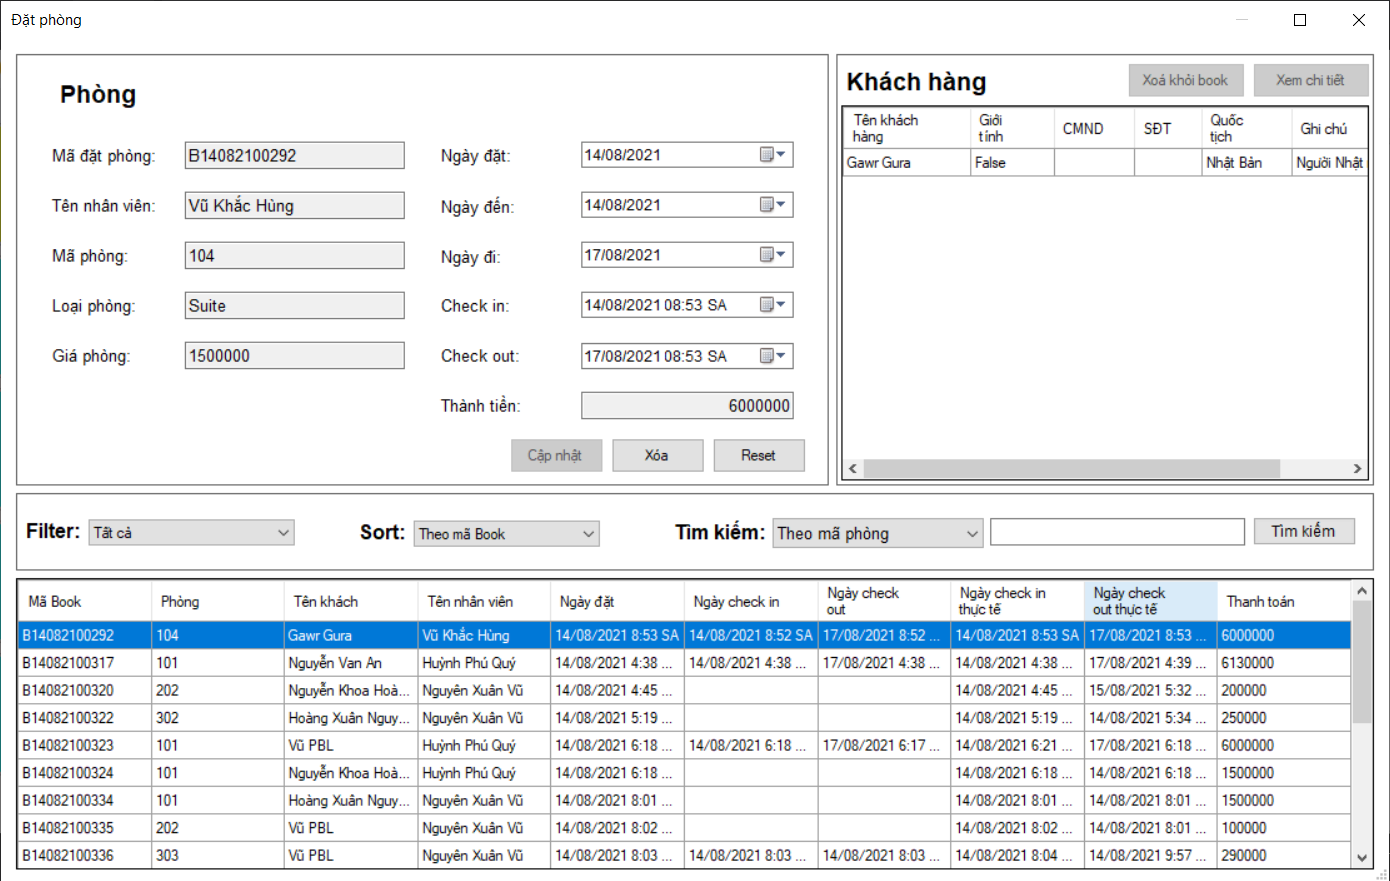 Đặt phòng
Phòng
Mã đặt phòng: B14082100292
Tên nhân viên: Vũ Khắc Hùng
Mã phòng: 104
Loại phòng: Suite
Giá phòng: 1500000
Ngày đặt: 14/08/2021
Ngày đến: 14/08/2021
Ngày đi: 17/08/2021
Check in: 14/08/2021 08:53 SA
Check out: 17/08/2021 08:53 SA
Thành tiền: 6000000
Cập nhật Xóa Reset
Khách hàng Xoá khỏi book Xem chi tiết
Tên khách hàng Giới tính CMND SĐT Quốc tịch Ghi chú
Gawr Gura False Nhật Bản Người Nhật
Filter: Tất cả Sort: Theo mã Book Tìm kiếm: Theo mã phòng Tìm kiếm
Mã Book Phòng Tên khách Tên nhân viên Ngày đặt Ngày check in Ngày check out Ngày check in thực tế Ngày check out thực tế Thanh toán
B14082100292 104 Gawr Gura Vũ Khắc Hùng 14/08/2021 8:53 SA 14/08/2021 8:52 SA 17/08/2021 8:52 ... 14/08/2021 8:53 SA 17/08/2021 8:53 ... 6000000
B14082100317 101 Nguyễn Van An Huỳnh Phú Quý 14/08/2021 4:38 ... 14/08/2021 4:38 ... 17/08/2021 4:38 ... 14/08/2021 4:38 ... 17/08/2021 4:39 ... 6130000
B14082100320 202 Nguyễn Khoa Hoà... Nguyên Xuân Vũ 14/08/2021 4:45 ... 14/08/2021 4:45 ... 15/08/2021 5:32 ... 200000
B14082100322 302 Hoàng Xuân Nguy... Nguyên Xuân Vũ 14/08/2021 5:19 ... 14/08/2021 5:19 ... 14/08/2021 5:34 ... 250000
B14082100323 101 Vũ PBL Huỳnh Phú Quý 14/08/2021 6:18 ... 14/08/2021 6:18 ... 17/08/2021 6:17 ... 14/08/2021 6:21 ... 17/08/2021 6:18 ... 6000000
B14082100324 101 Nguyễn Khoa Hoà... Huỳnh Phú Quý 14/08/2021 6:18 ... 14/08/2021 6:18 ... 14/08/2021 6:18 ... 1500000
B14082100334 101 Hoàng Xuân Nguy... Nguyên Xuân Vũ 14/08/2021 8:01 ... 14/08/2021 8:01 ... 14/08/2021 8:01 ... 1500000
B14082100335 202 Vũ PBL Nguyên Xuân Vũ 14/08/2021 8:02 ... 14/08/2021 8:02 ... 14/08/2021 8:01 ... 100000
B14082100336 303 Vũ PBL Nguyên Xuân Vũ 14/08/2021 8:03 ... 14/08/2021 8:03 ... 14/08/2021 8:03 ... 14/08/2021 8:04 ... 14/08/2021 9:57 ... 290000